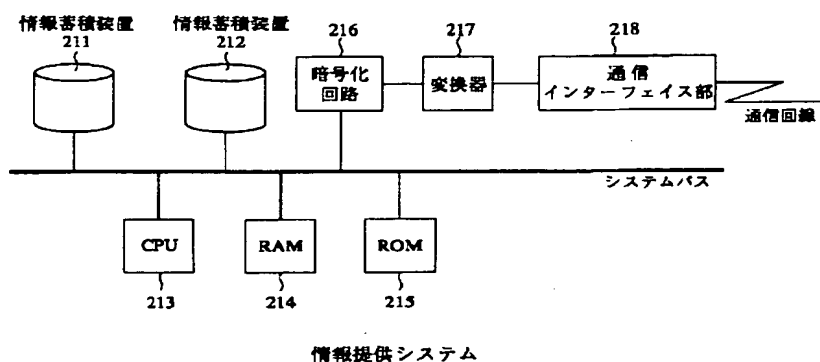 情報蓄積装置
211
情報蓄積装置
212
216
217
218
暗号化
回路
変換器
通信
インターフェイス部
通信回線
システムバス
CPU
RAM
ROM
213
214
215
情報提供システム